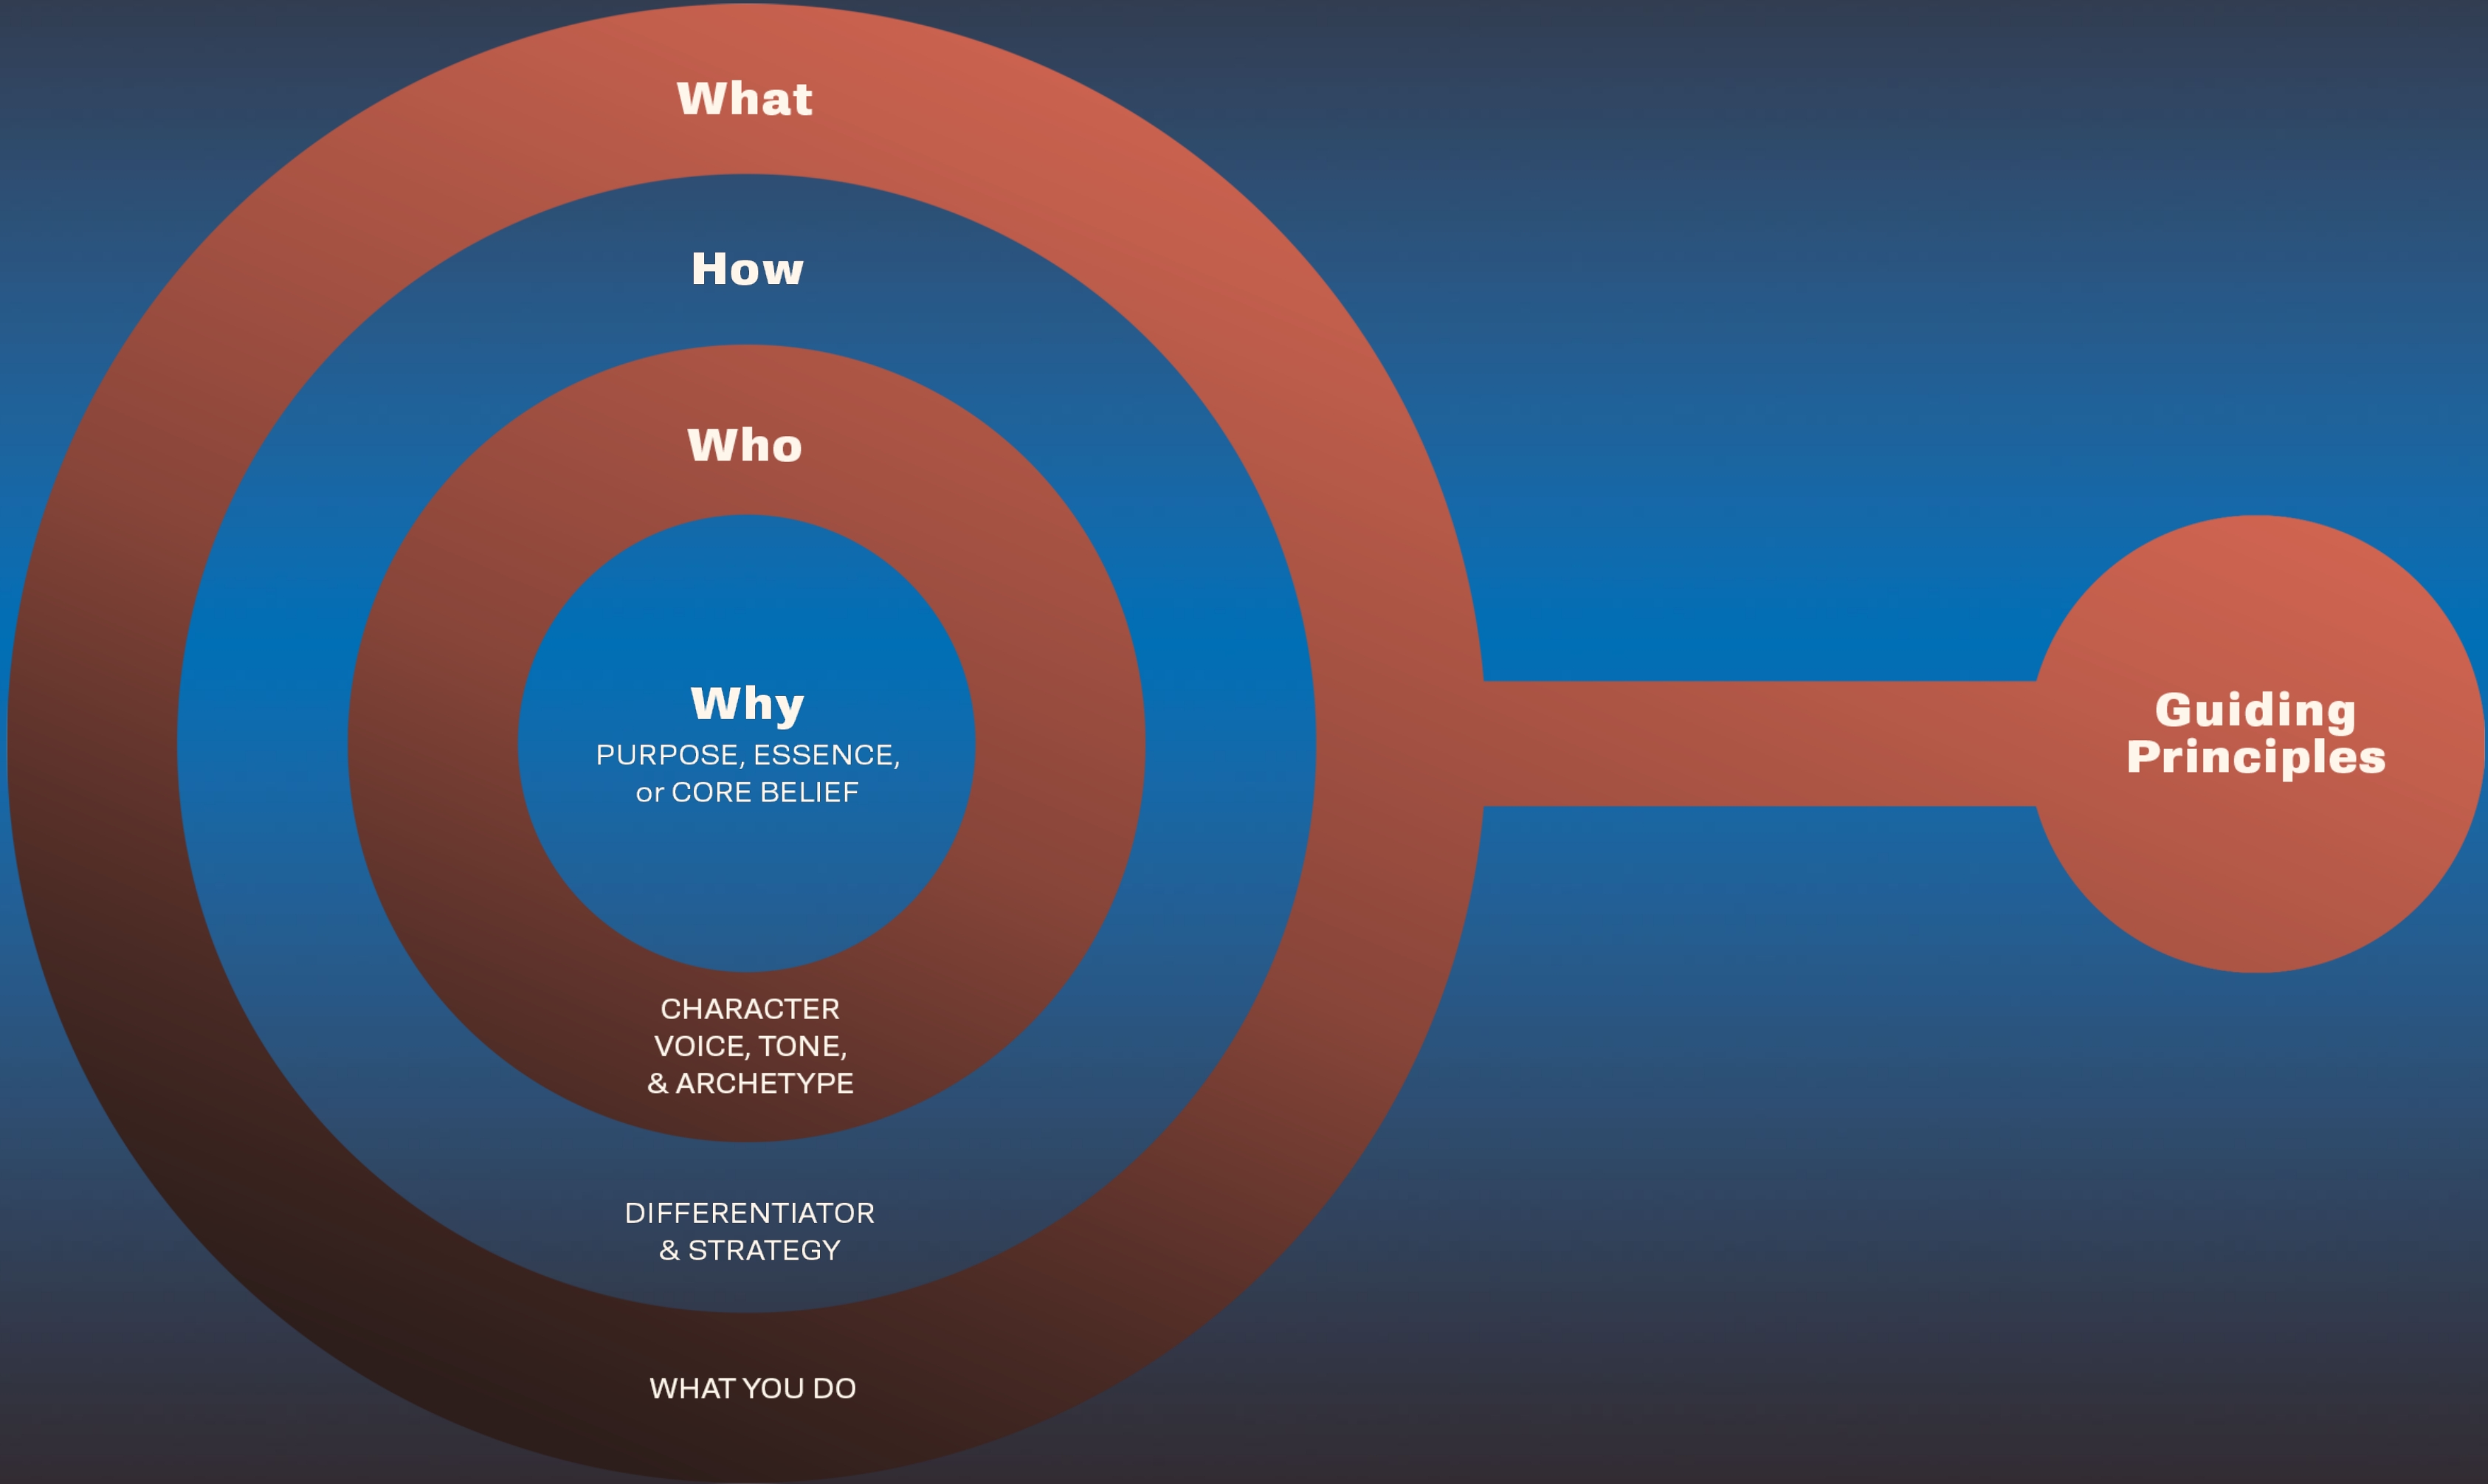 What
How
Who
Why
PURPOSE, ESSENCE,
or CORE BELIEF
CHARACTER
VOICE, TONE,
& ARCHETYPE
DIFFERENTIATOR
& STRATEGY
WHAT YOU DO
Guiding
Principles